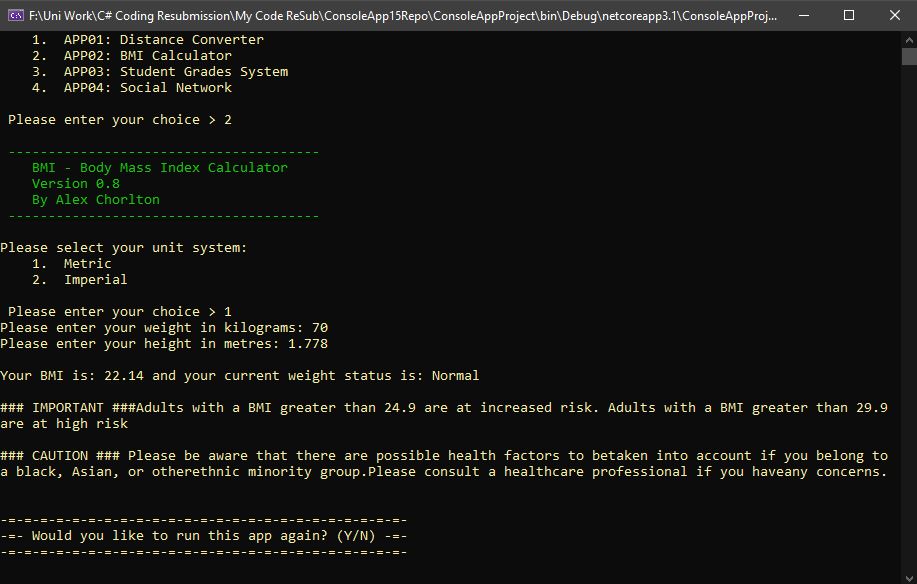 F:\Uni Work\C# Coding Resubmission\My Code ReSub\ConsoleApp15Repo\ConsoleAppProject\bin\Debug\netcoreapp3.1\ConsoleAppProj...
1. APP01: Distance Converter
2. APP02: BMI Calculator
3. APP03: Student Grades System
4. APP04: Social Network
Please enter your choice > 2
---------------------------------------
BMI - Body Mass Index Calculator
Version 0.8
By Alex Chorlton
---------------------------------------
Please select your unit system:
1. Metric
2. Imperial
Please enter your choice > 1
Please enter your weight in kilograms: 70
Please enter your height in metres: 1.778
Your BMI is: 22.14 and your current weight status is: Normal
### IMPORTANT ###Adults with a BMI greater than 24.9 are at increased risk. Adults with a BMI greater than 29.9
are at high risk
### CAUTION ### Please be aware that there are possible health factors to betaken into account if you belong to
a black, Asian, or otherethnic minority group.Please consult a healthcare professional if you haveany concerns.
-=-=-=-=-=-=-=-=-=-=-=-=-=-=-=-=-=-=-=-=-=-=-=-=-=-
-=- Would you like to run this app again? (Y/N) -=-
-=-=-=-=-=-=-=-=-=-=-=-=-=-=-=-=-=-=-=-=-=-=-=-=-=-